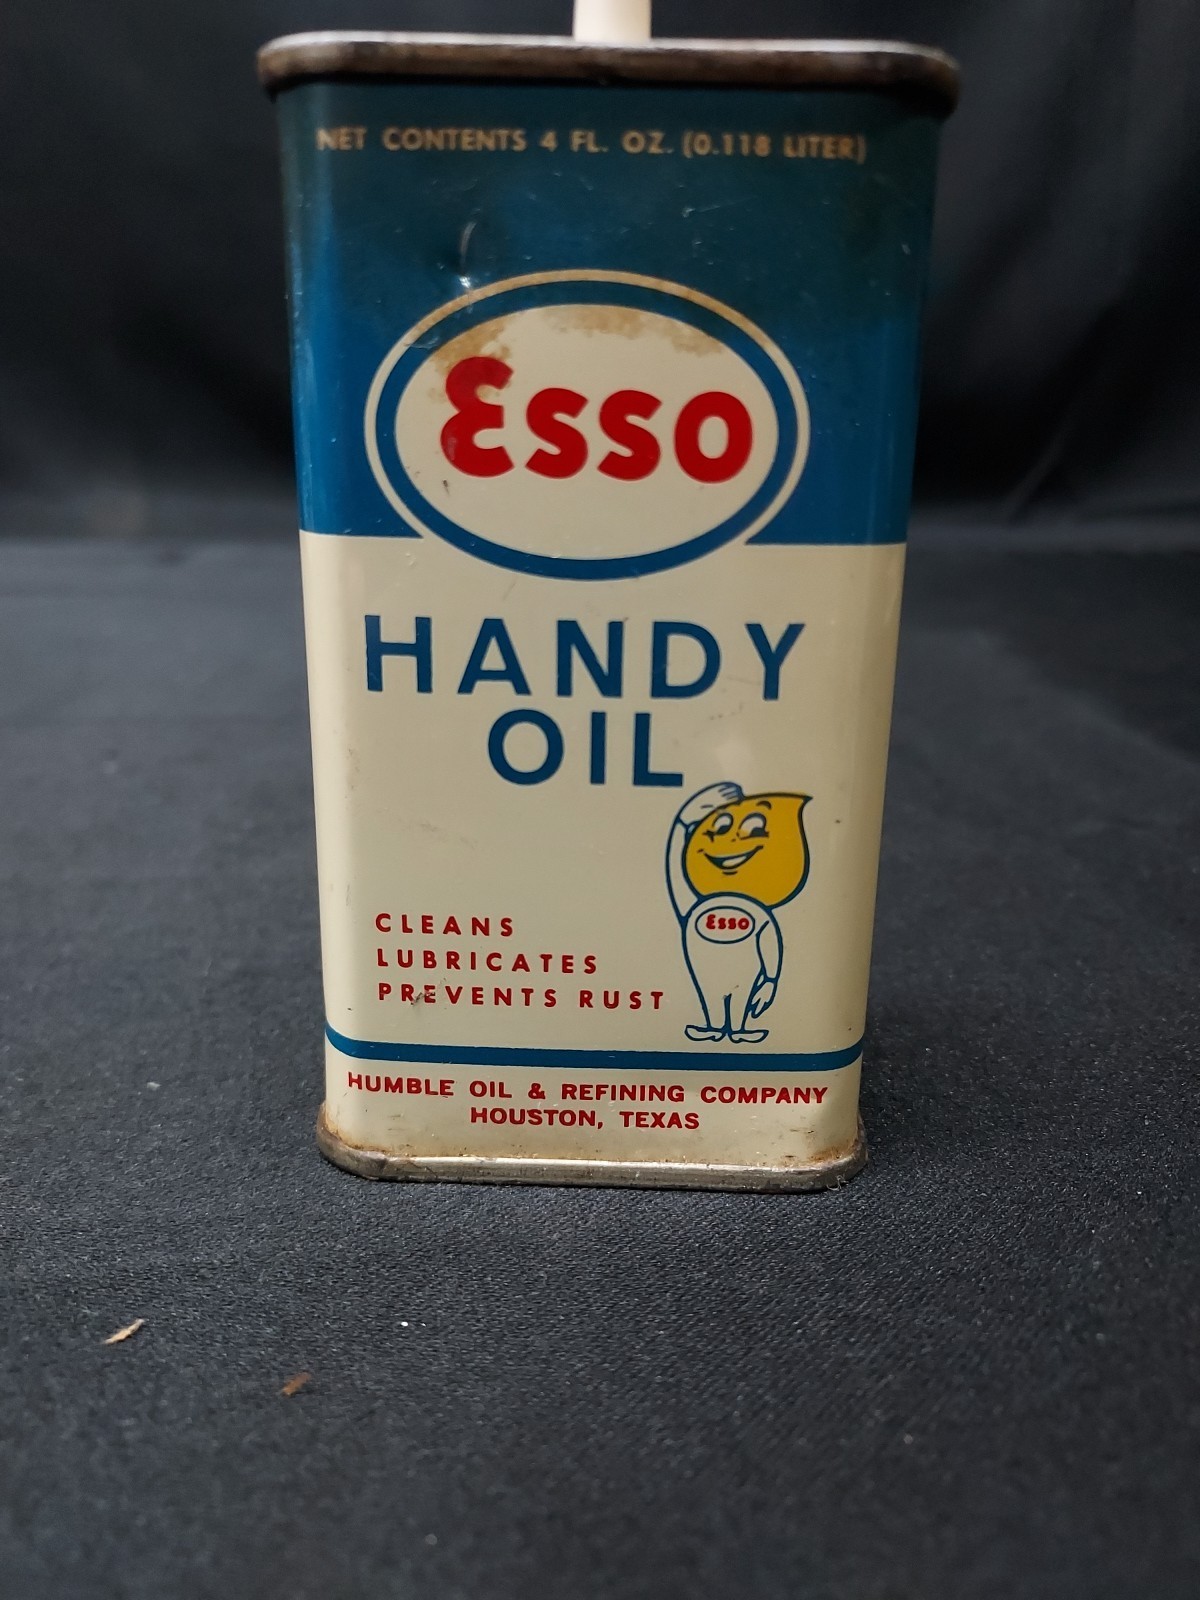 NET CONTENTS 4 FL. OZ. (0.118 LITER)
Esso
HANDY
OIL
Esso
CLEANS
LUBRICATES
PREVENTS RUST
HUMBLE OIL & REFINING COMPANY
HOUSTON, TEXAS